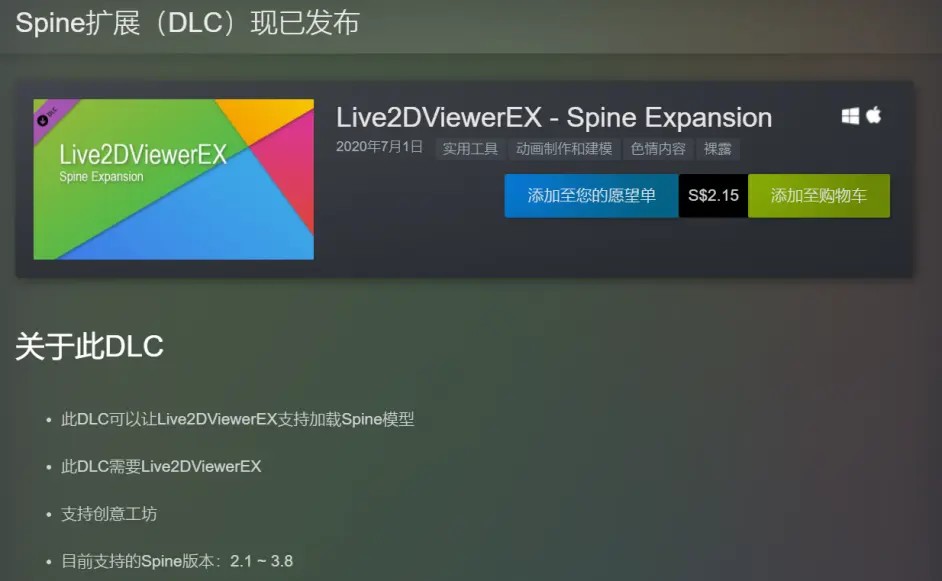 Spine扩展（DLC）现已发布
DLC
Live2DViewerEX
Spine Expansion
Live2DViewerEX - Spine Expansion
2020年7月1日 实用工具 动画制作和建模 色情内容 裸露
添加至您的愿望单 S$2.15 添加至购物车
关于此DLC
• 此DLC可以让Live2DViewerEX支持加载Spine模型
• 此DLC需要Live2DViewerEX
• 支持创意工坊
• 目前支持的Spine版本：2.1 ~ 3.8